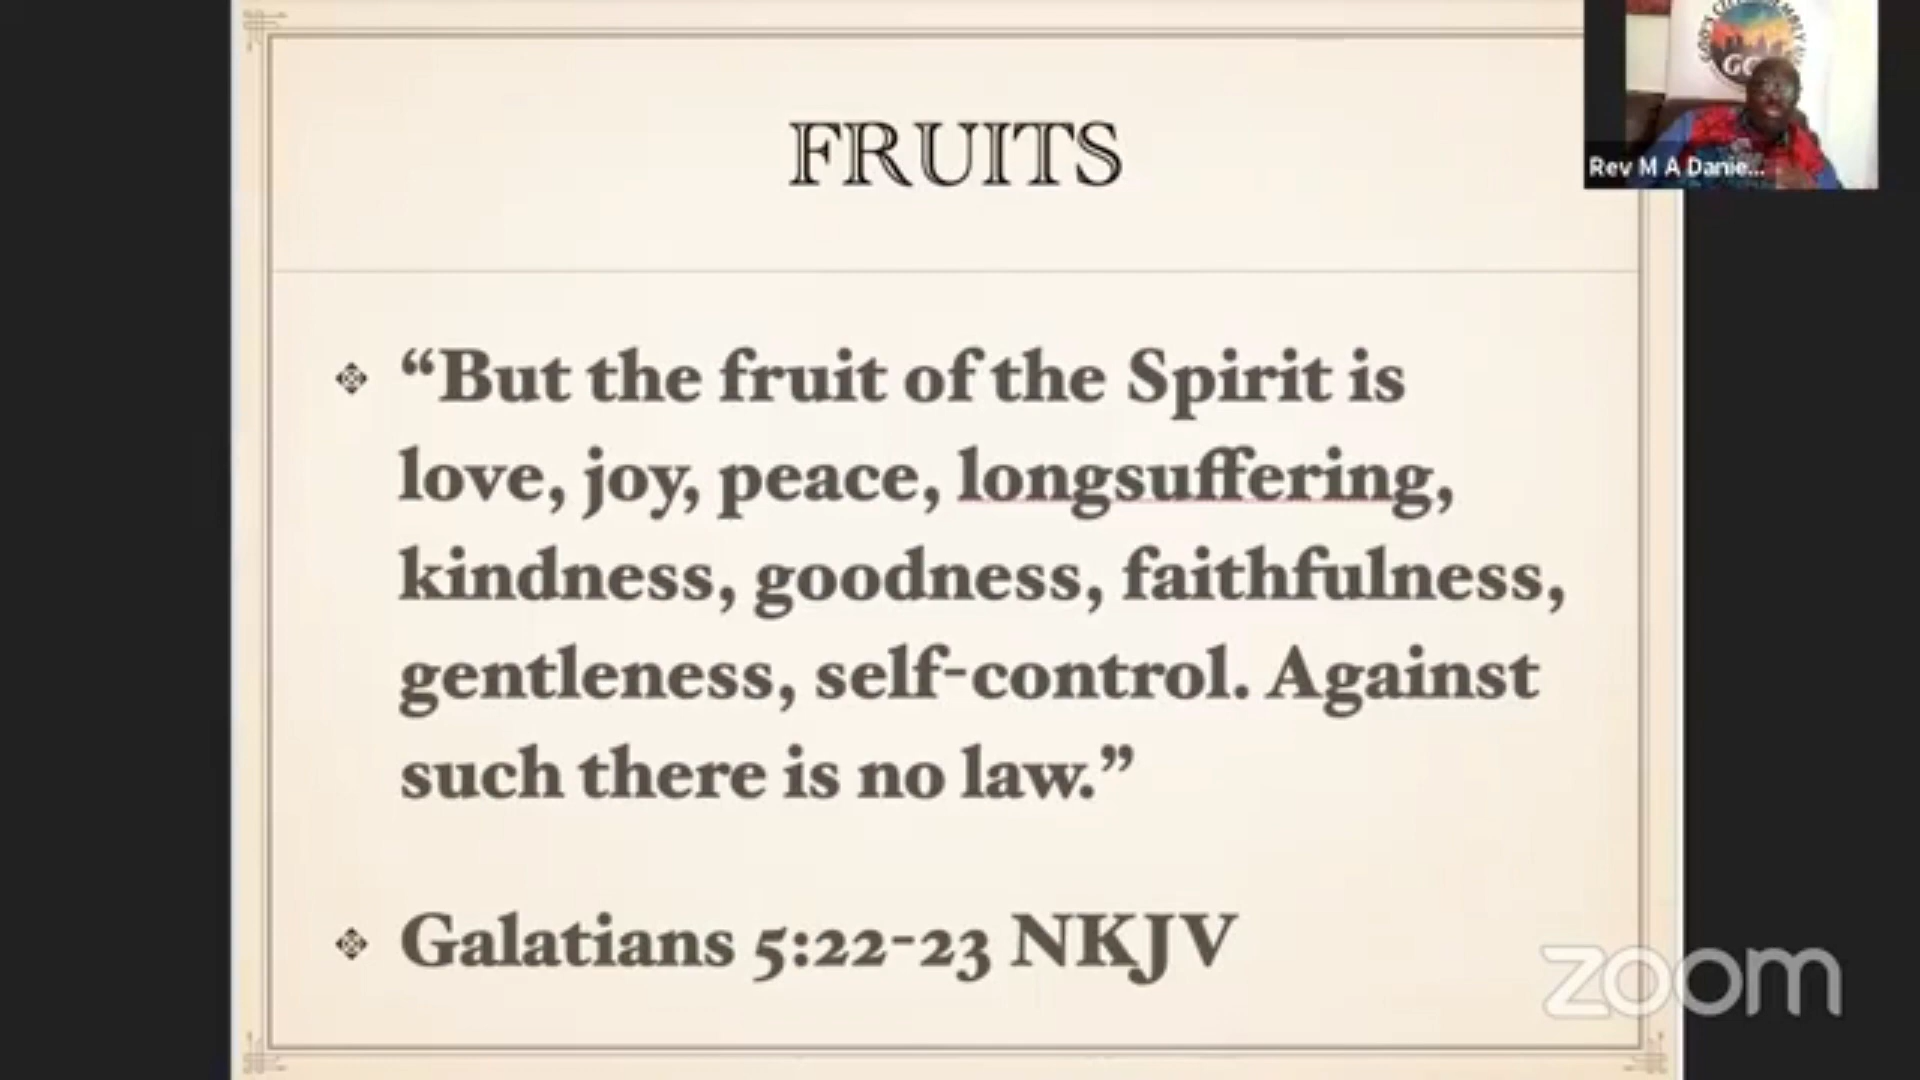 FRUITS
Rev M A Danie...
“But the fruit of the Spirit is
love, joy, peace, longsuffering,
kindness, goodness, faithfulness,
gentleness, self-control. Against
such there is no law.”
Galatians 5:22-23 NKJV
zoom